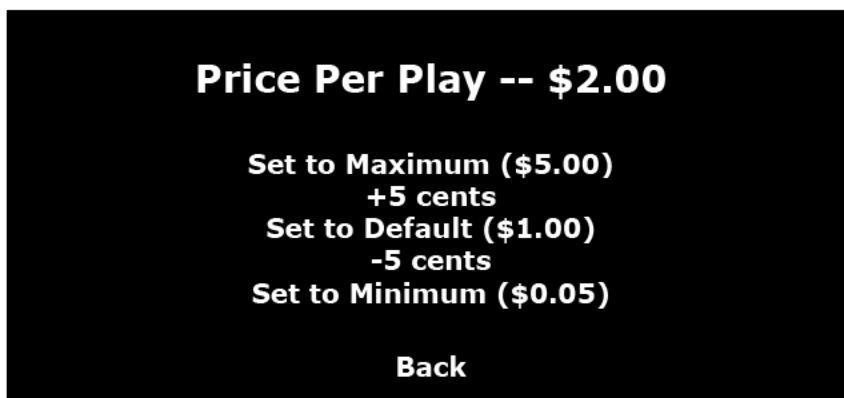 Price Per Play -- $2.00
Set to Maximum ($5.00)
+5 cents
Set to Default ($1.00)
-5 cents
Set to Minimum ($0.05)
Back